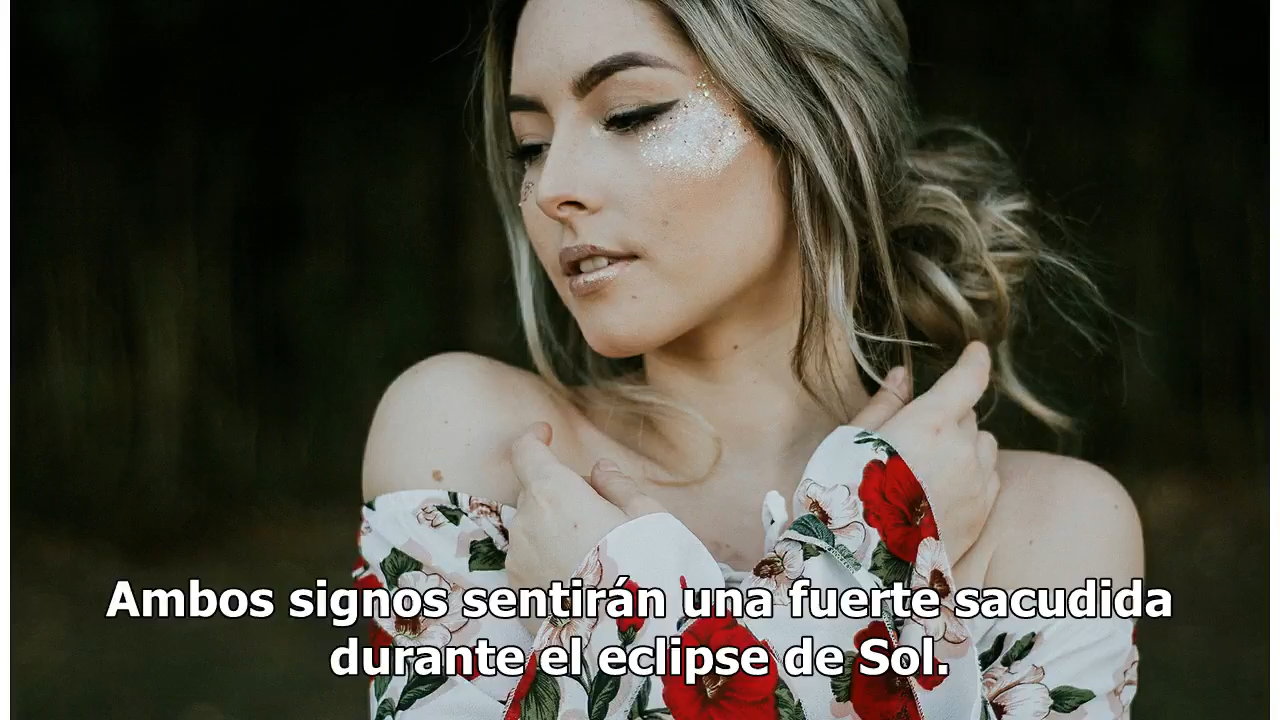 Ambos signos sentirán una fuerte sacudida
durante el eclipse de Sol.